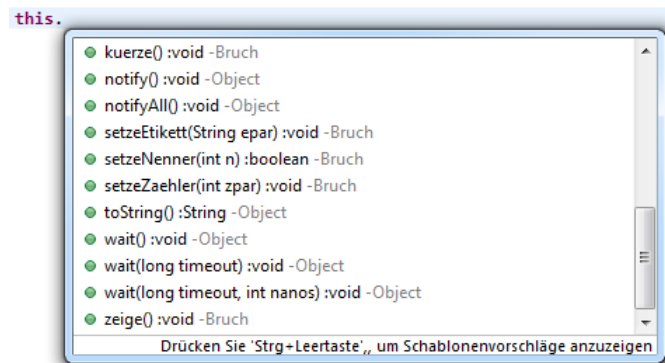 this.
kuerze() :void -Bruch
notify() :void -Object
notifyAll() :void -Object
setzeEtikett(String epar) :void -Bruch
setzeNenner(int n) :boolean -Bruch
setzeZaehler(int zpar) :void -Bruch
toString() :String -Object
wait() :void -Object
wait(long timeout) :void -Object
wait(long timeout, int nanos) :void -Object
zeige() :void -Bruch
Drücken Sie 'Strg+Leertaste',, um Schablonenvorschläge anzuzeigen